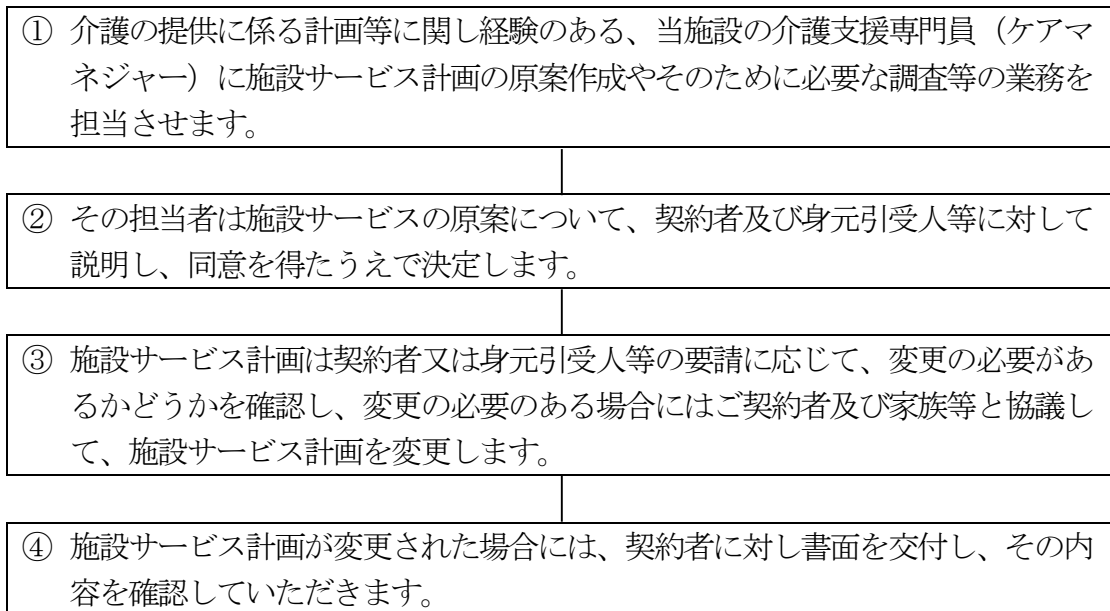 ① 介護の提供に係る計画等に関し経験のある、当施設の介護支援専門員（ケアマ
ネジャー）に施設サービス計画の原案作成やそのために必要な調査等の業務を
担当させます。
② その担当者は施設サービスの原案について、契約者及び身元引受人等に対して
説明し、同意を得たうえで決定します。
③ 施設サービス計画は契約者又は身元引受人等の要請に応じて、変更の必要があ
るかどうかを確認し、変更の必要のある場合にはご契約者及び家族等と協議し
て、施設サービス計画を変更します。
④ 施設サービス計画が変更された場合には、契約者に対し書面を交付し、その内
容を確認していただきます。